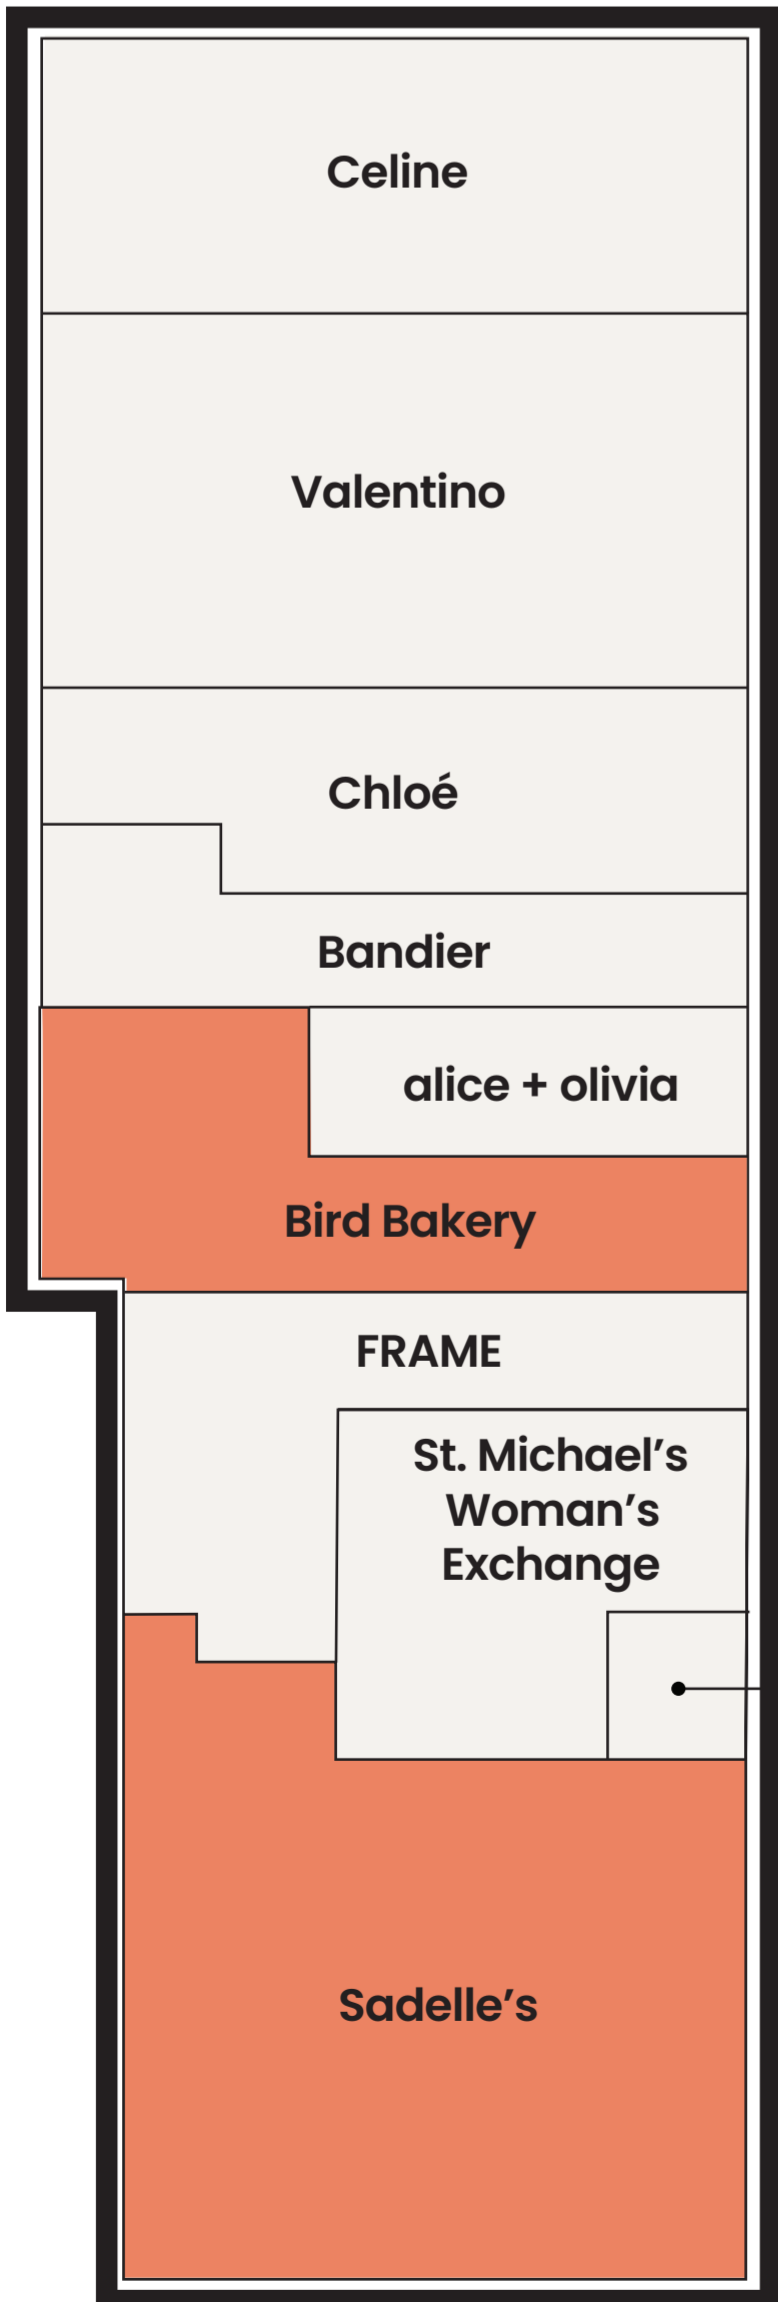 Celine
Valentino
Chloé
Bandier
alice + olivia
Bird Bakery
FRAME
St. Michael’s
Woman’s
Exchange
Sadelle’s